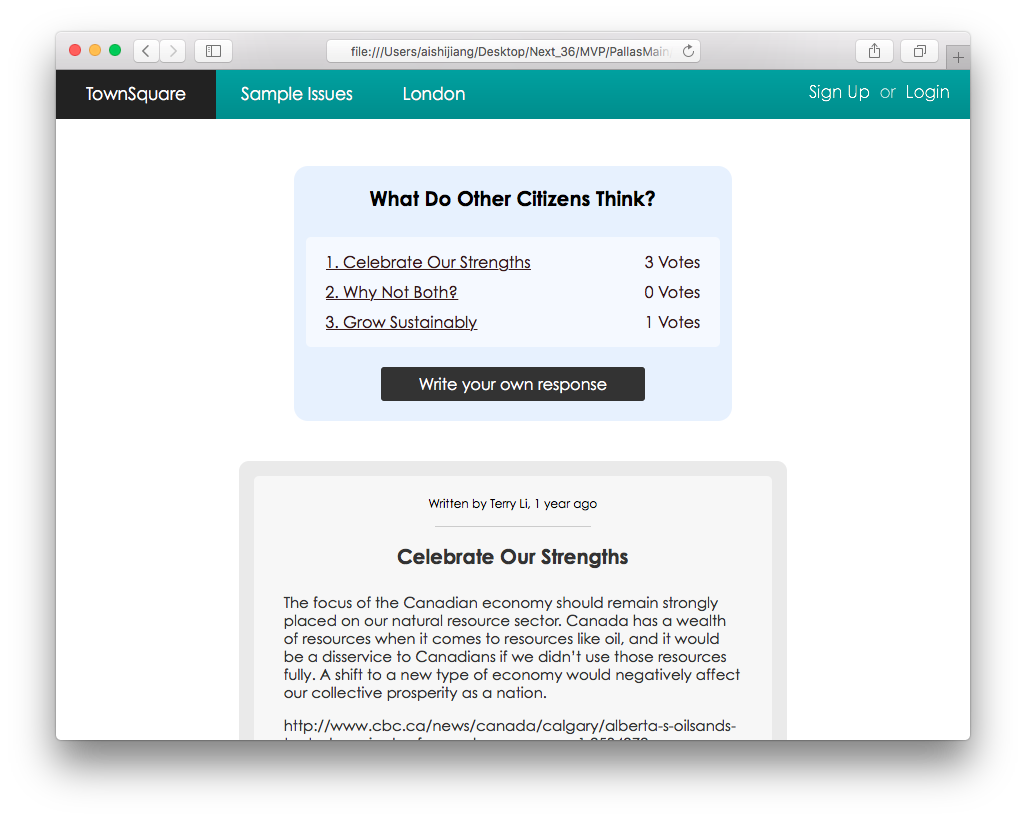 file:///Users/aishijiang/Desktop/Next_36/MVP/PallasMain
TownSquare
Sample Issues
London
Sign Up or Login
What Do Other Citizens Think?
1. Celebrate Our Strengths 3 Votes
2. Why Not Both? 0 Votes
3. Grow Sustainably 1 Votes
Write your own response
Written by Terry Li, 1 year ago
Celebrate Our Strengths
The focus of the Canadian economy should remain strongly
placed on our natural resource sector. Canada has a wealth
of resources when it comes to resources like oil, and it would
be a disservice to Canadians if we didn't use those resources
fully. A shift to a new type of economy would negatively affect
our collective prosperity as a nation.
http://www.cbc.ca/news/canada/calgary/alberta-s-oilsands-